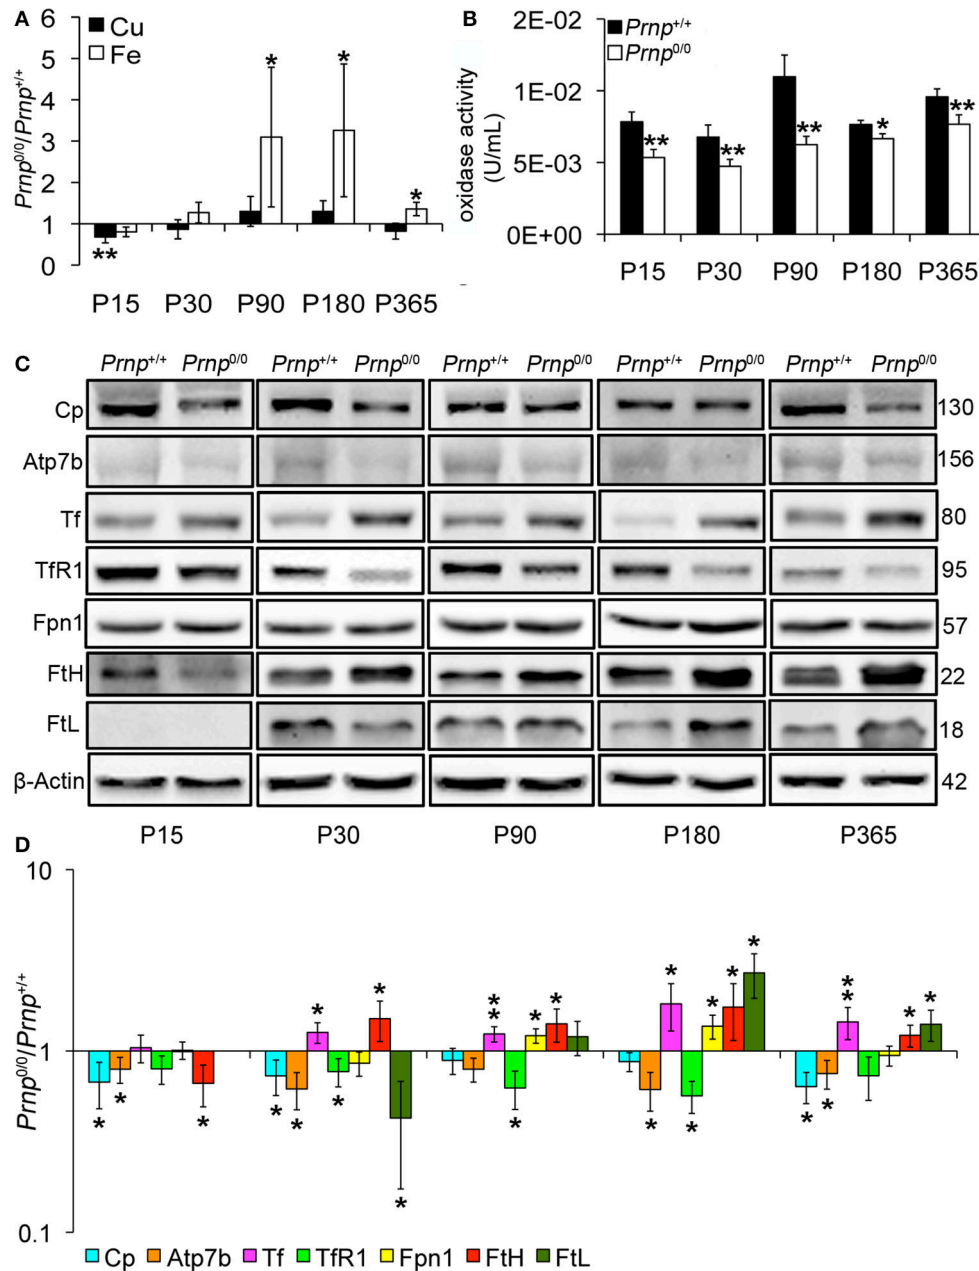 A
Cu
Fe
Prnp0/0/Prnp+/+
6
5
4
3
2
1
0
**
*
*
*
P15 P30 P90 P180 P365
B
Prnp+/+
Prnp0/0
oxidase activity
(U/mL)
2E-02
1E-02
5E-03
0E+00
** ** ** * **
P15 P30 P90 P180 P365
C
Prnp+/+ Prnp0/0 Prnp+/+ Prnp0/0 Prnp+/+ Prnp0/0 Prnp+/+ Prnp0/0 Prnp+/+ Prnp0/0
Cp 130
Atp7b 156
Tf 80
TfR1 95
Fpn1 57
FtH 22
FtL 18
β-Actin 42
P15 P30 P90 P180 P365
D
Prnp0/0/Prnp+/+
10
1
0.1
* * *
* * * * * *
** * * *
* * * * * *
* * ** * *
Cp Atp7b Tf TfR1 Fpn1 FtH FtL